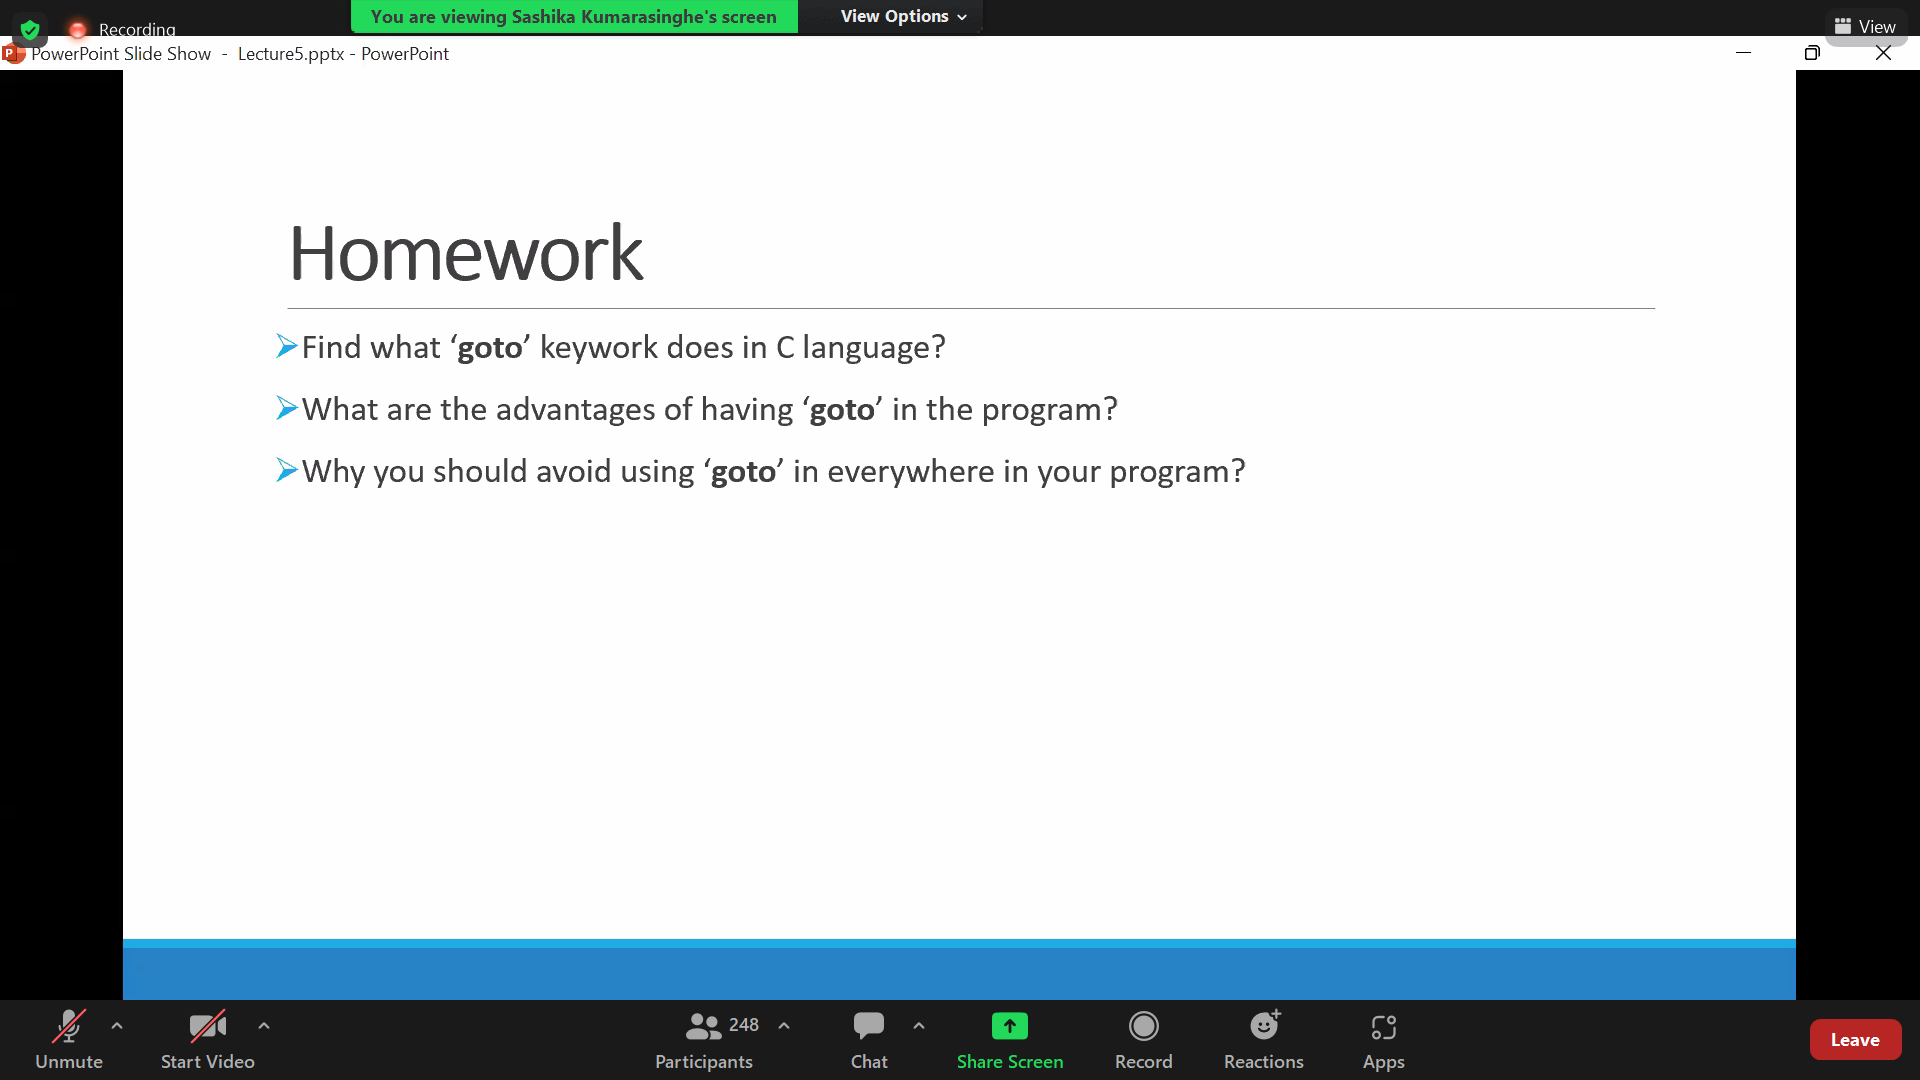 You are viewing Sashika Kumarasinghe's screen
View Options
Recording
View
P PowerPoint Slide Show - Lecture5.pptx - PowerPoint
Homework
Find what ‘goto’ keywork does in C language?
What are the advantages of having ‘goto’ in the program?
Why you should avoid using ‘goto’ in everywhere in your program?
248
Unmute
Start Video
Participants
Chat
Share Screen
Record
Reactions
Apps
Leave